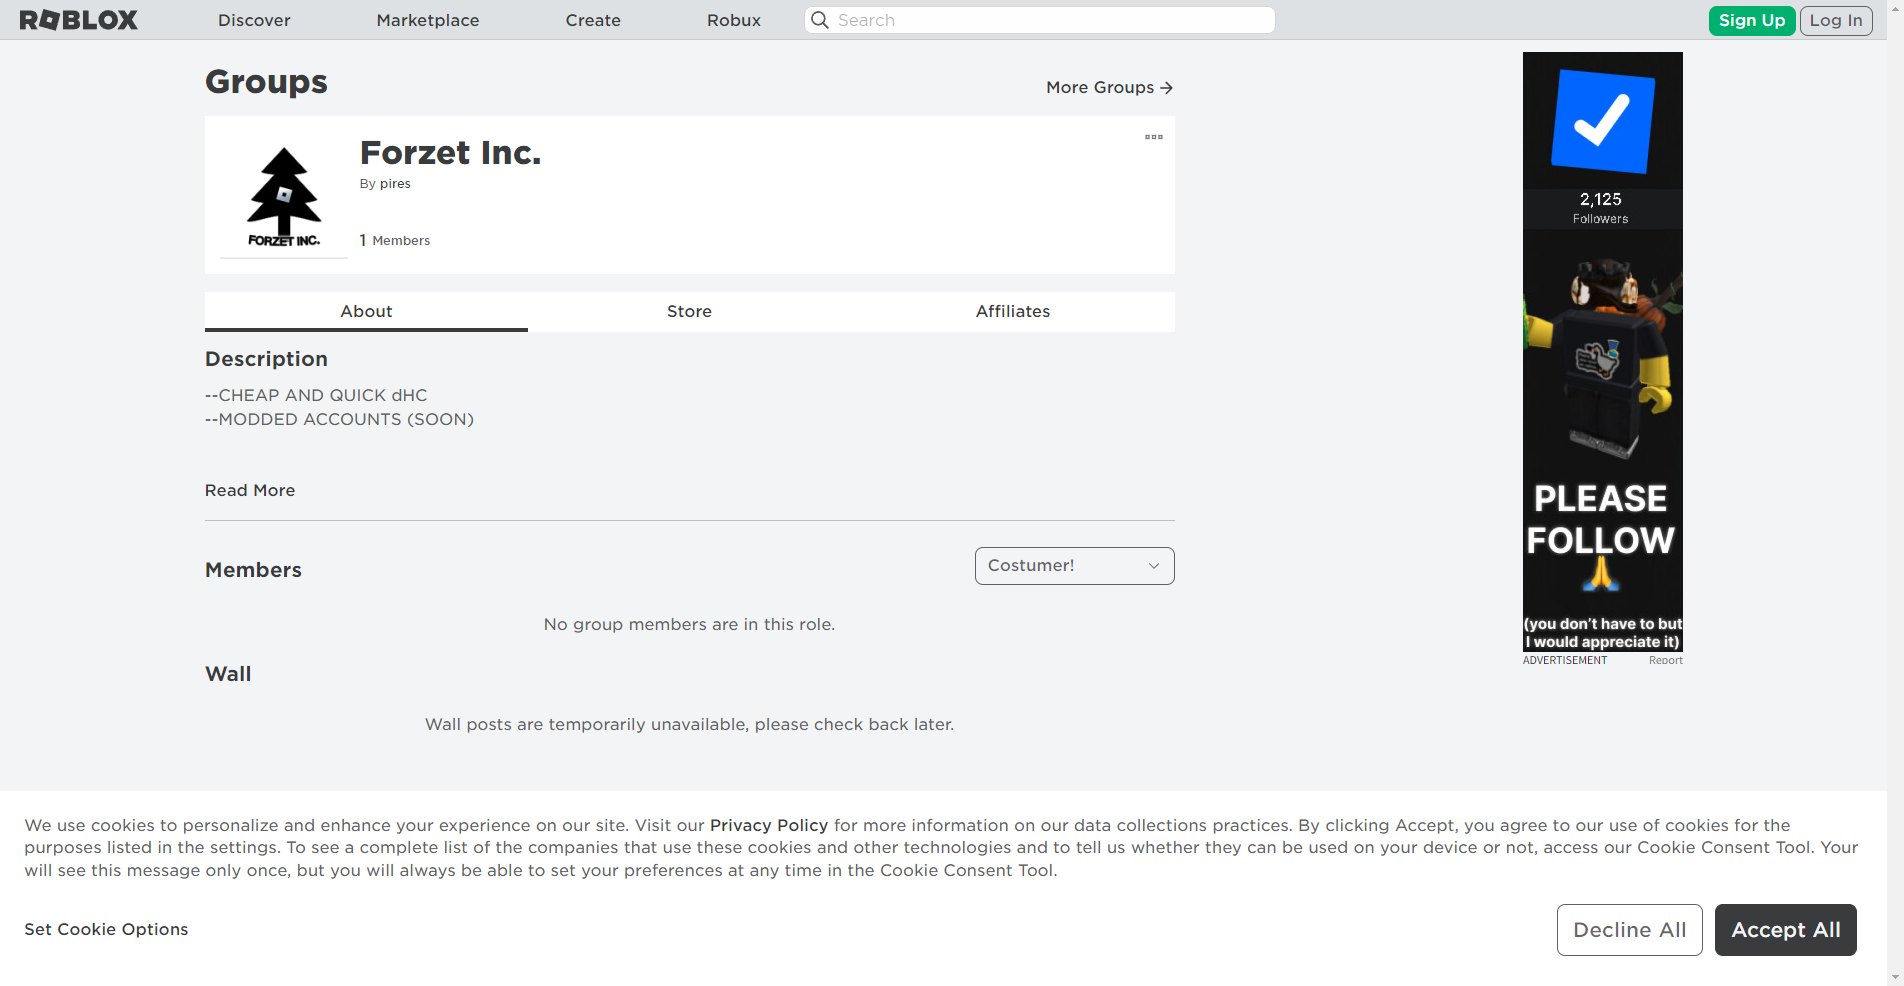 ROBLOX
Discover
Marketplace
Create
Robux
Search
Sign Up
Log In
Groups
More Groups
Forzet Inc.
By pires
FORZET INC.
1 Members
About
Store
Affiliates
Description
--CHEAP AND QUICK dHC
--MODDED ACCOUNTS (SOON)
Read More
Members
Costumer!
No group members are in this role.
Wall
Wall posts are temporarily unavailable, please check back later.
2,125
Followers
PLEASE
FOLLOW
(you don't have to but
I would appreciate it)
ADVERTISEMENT
Report
We use cookies to personalize and enhance your experience on our site. Visit our Privacy Policy for more information on our data collections practices. By clicking Accept, you agree to our use of cookies for the
purposes listed in the settings. To see a complete list of the companies that use these cookies and other technologies and to tell us whether they can be used on your device or not, access our Cookie Consent Tool. Your
will see this message only once, but you will always be able to set your preferences at any time in the Cookie Consent Tool.
Set Cookie Options
Decline All
Accept All